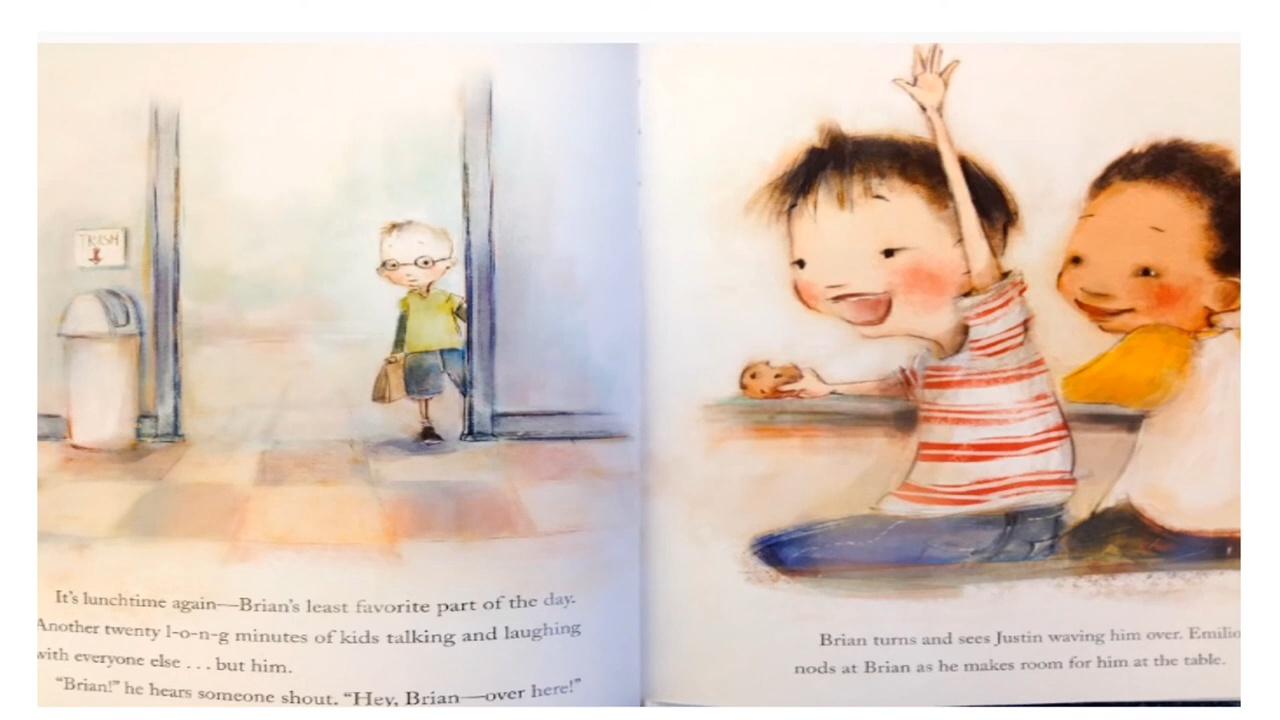 TRASH
It's lunchtime again—Brian's least favorite part of the day.
Another twenty l-o-n-g minutes of kids talking and laughing
with everyone else . . . but him.
"Brian!" he hears someone shout. "Hey, Brian—over here!"
Brian turns and sees Justin waving him over. Emilio
nods at Brian as he makes room for him at the table.